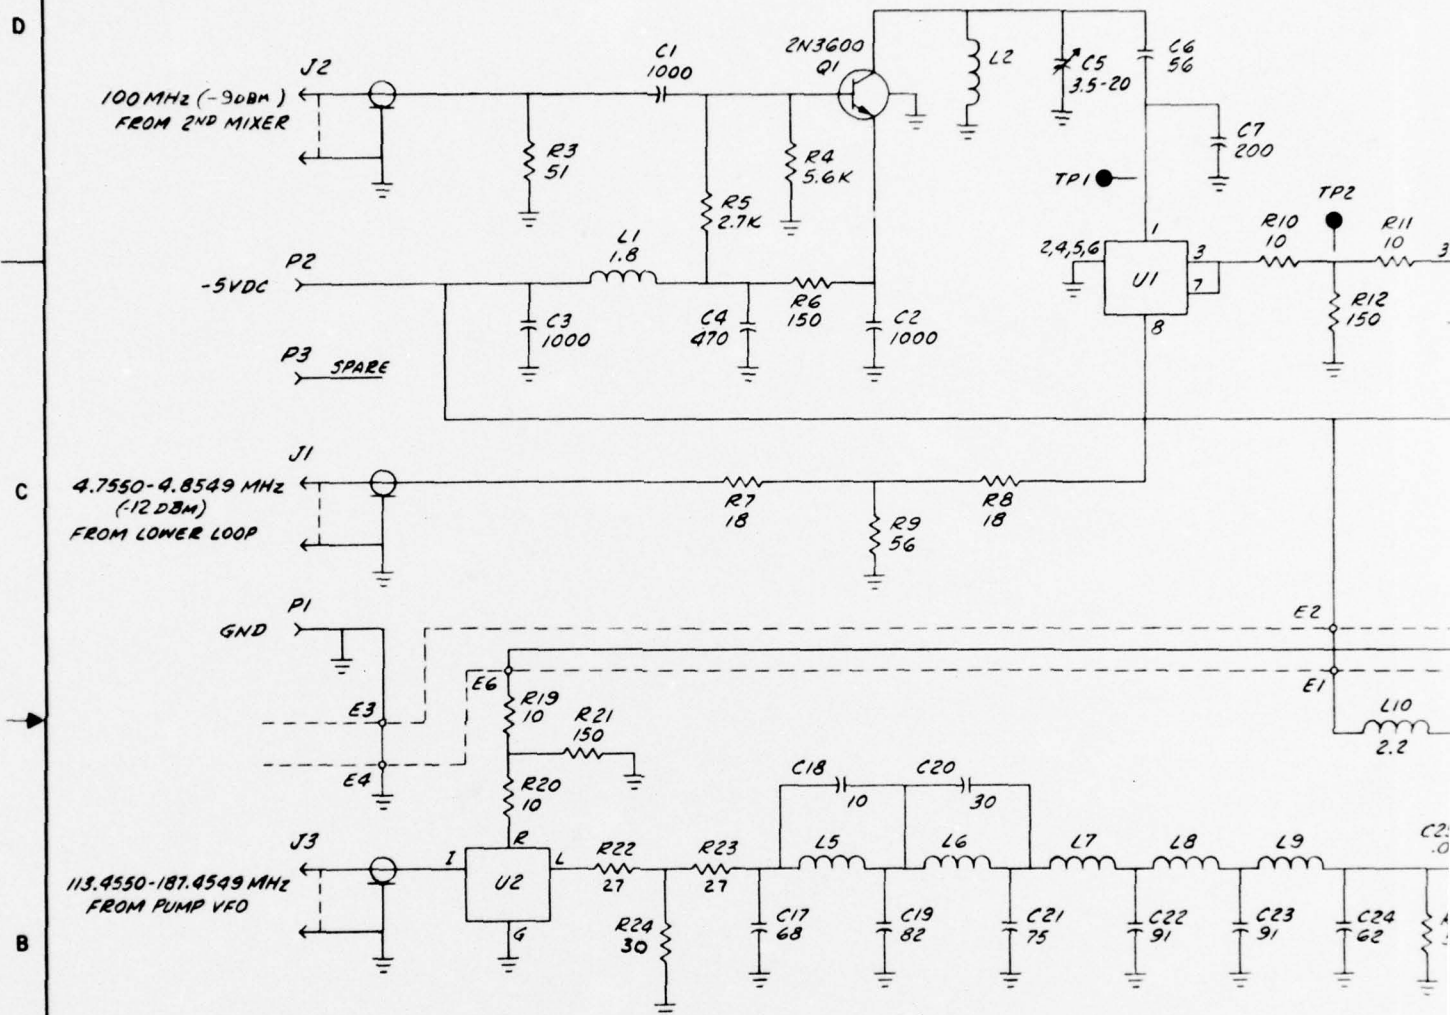 D
J2
100 MHZ (-9DBM)
FROM 2ND MIXER
C1
1000
2N3600
Q1
L2
C5
3.5-20
C6
56
C7
200
R3
51
R4
5.6K
R5
2.7K
TP1
TP2
R10
10
R11
10
3
1
2,4,5,6
3
7
U1
8
R12
150
P2
-5VDC
L1
1.8
R6
150
C3
1000
C4
470
C2
1000
P3
SPARE
C
J1
4.7550-4.8549 MHZ
(-12 DBM)
FROM LOWER LOOP
R7
18
R8
18
R9
56
P1
GND
E2
E6
E1
E3
E4
R19
10
R21
150
R20
10
L10
2.2
C18
10
C20
30
B
J3
113.4550-187.4549 MHZ
FROM PUMP VFO
I
R
L
U2
G
R22
27
R23
27
R24
30
L5
L6
L7
L8
L9
C17
68
C19
82
C21
75
C22
91
C23
91
C24
62